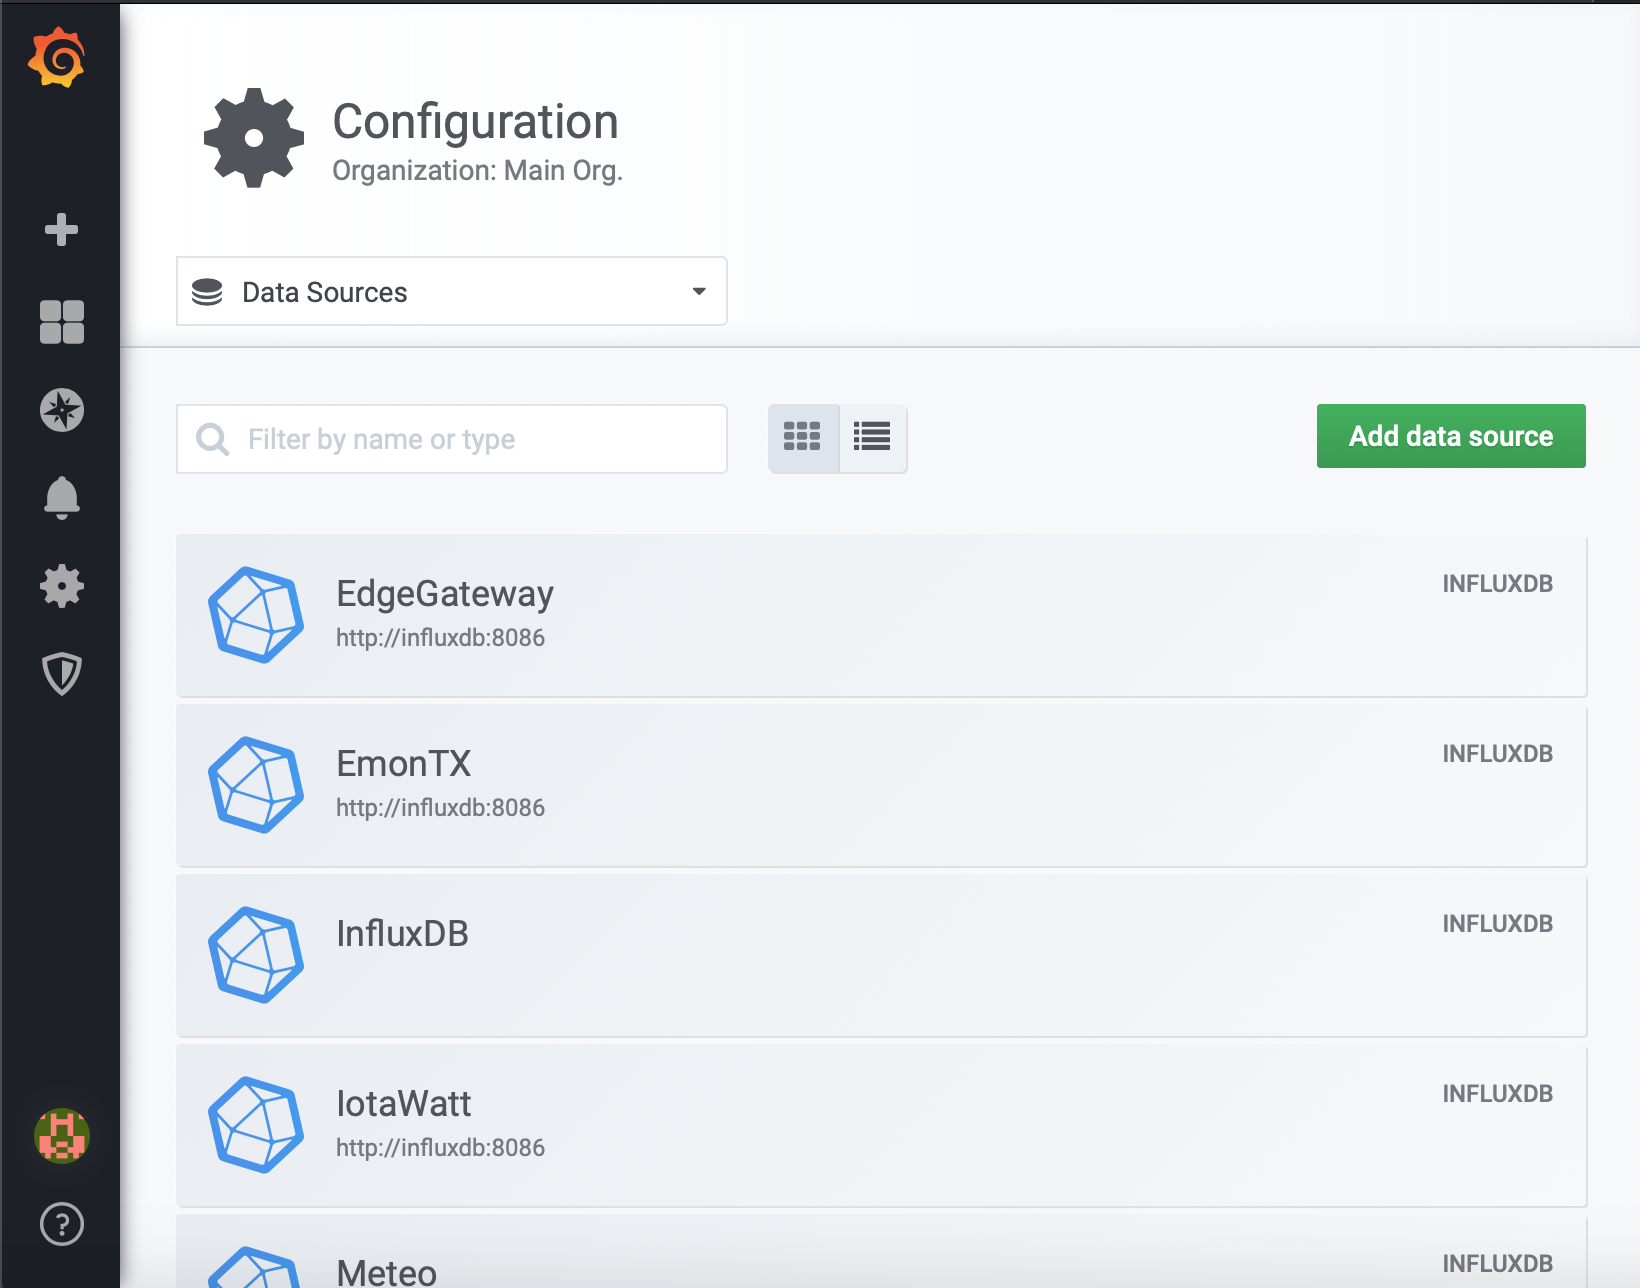 Configuration
Organization: Main Org.
Data Sources
Filter by name or type
Add data source
EdgeGateway
INFLUXDB
http://influxdb:8086
EmonTX
INFLUXDB
http://influxdb:8086
InfluxDB
INFLUXDB
IotaWatt
INFLUXDB
http://influxdb:8086
Meteo
INFLUXDB
?